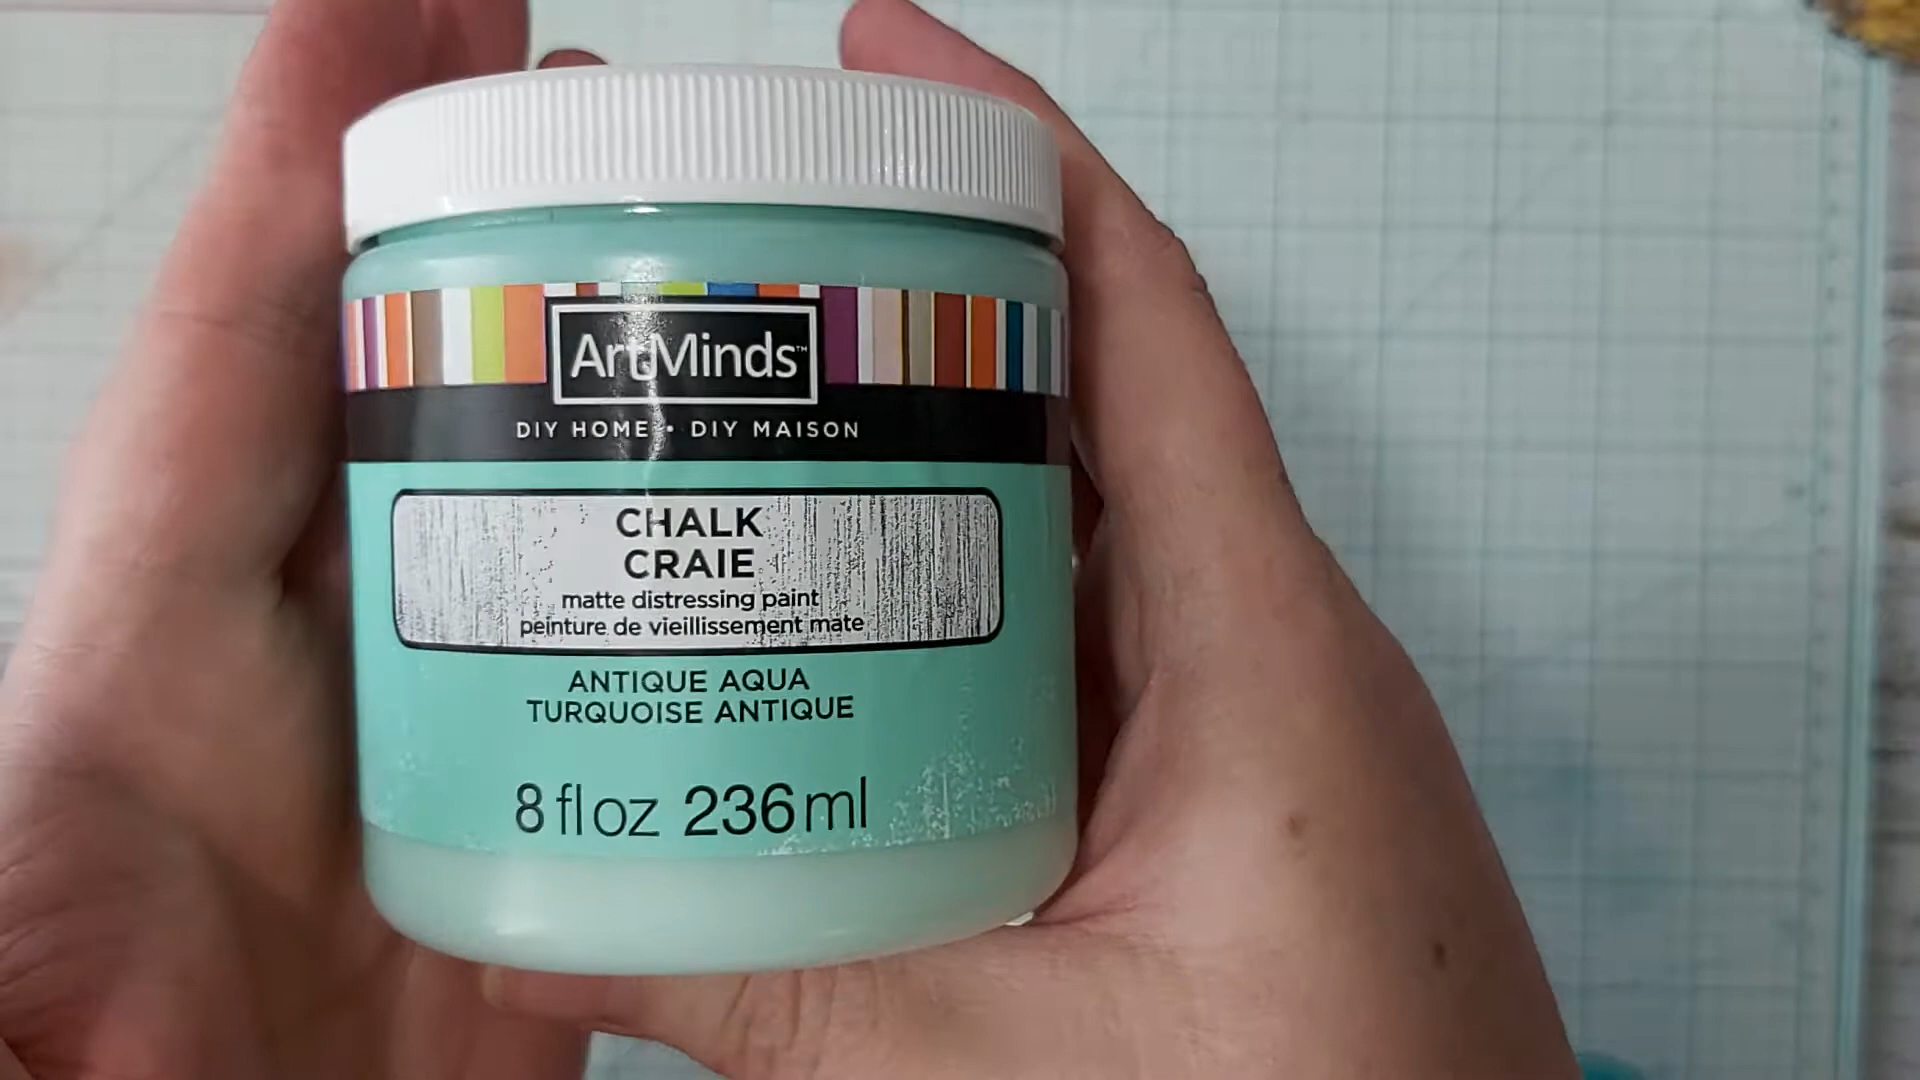 ArtMinds™
DIY HOME • DIY MAISON
CHALK
CRAIE
matte distressing paint
peinture de vieillissement mate
ANTIQUE AQUA
TURQUOISE ANTIQUE
8 fl oz 236 ml